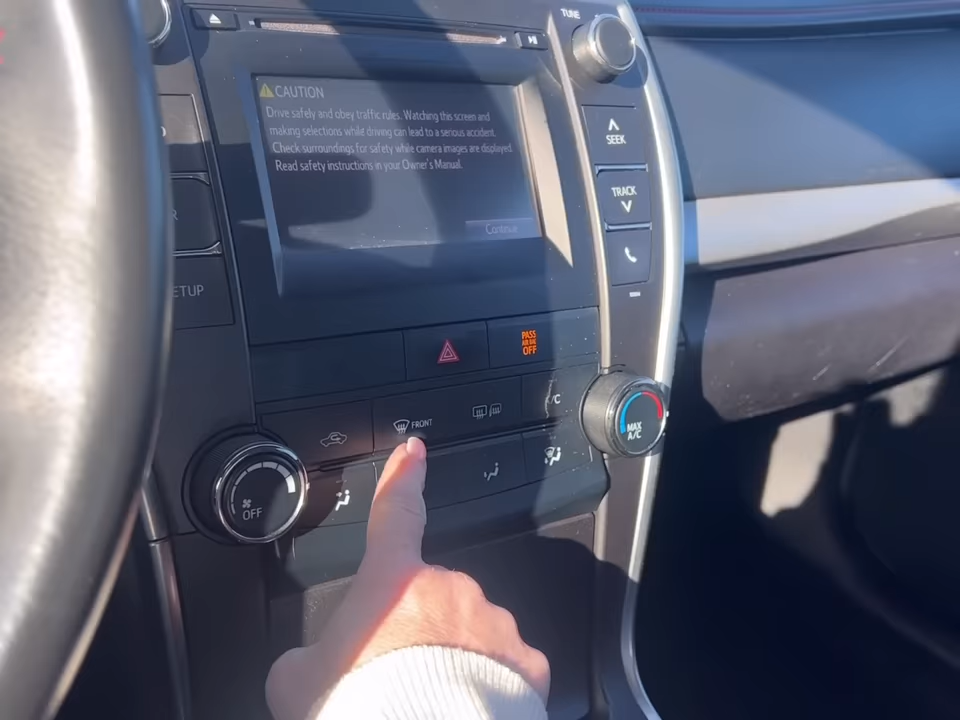 TUNE
CAUTION
Drive safely and obey traffic rules. Watching this screen and
making selections while driving can lead to a serious accident.
Check surroundings for safety while camera images are displayed.
Read safety instructions in your Owner's Manual.
Continue
SEEK
TRACK
ETUP
PASS
AIR BAG
OFF
FRONT
A/C
MAX
A/C
OFF